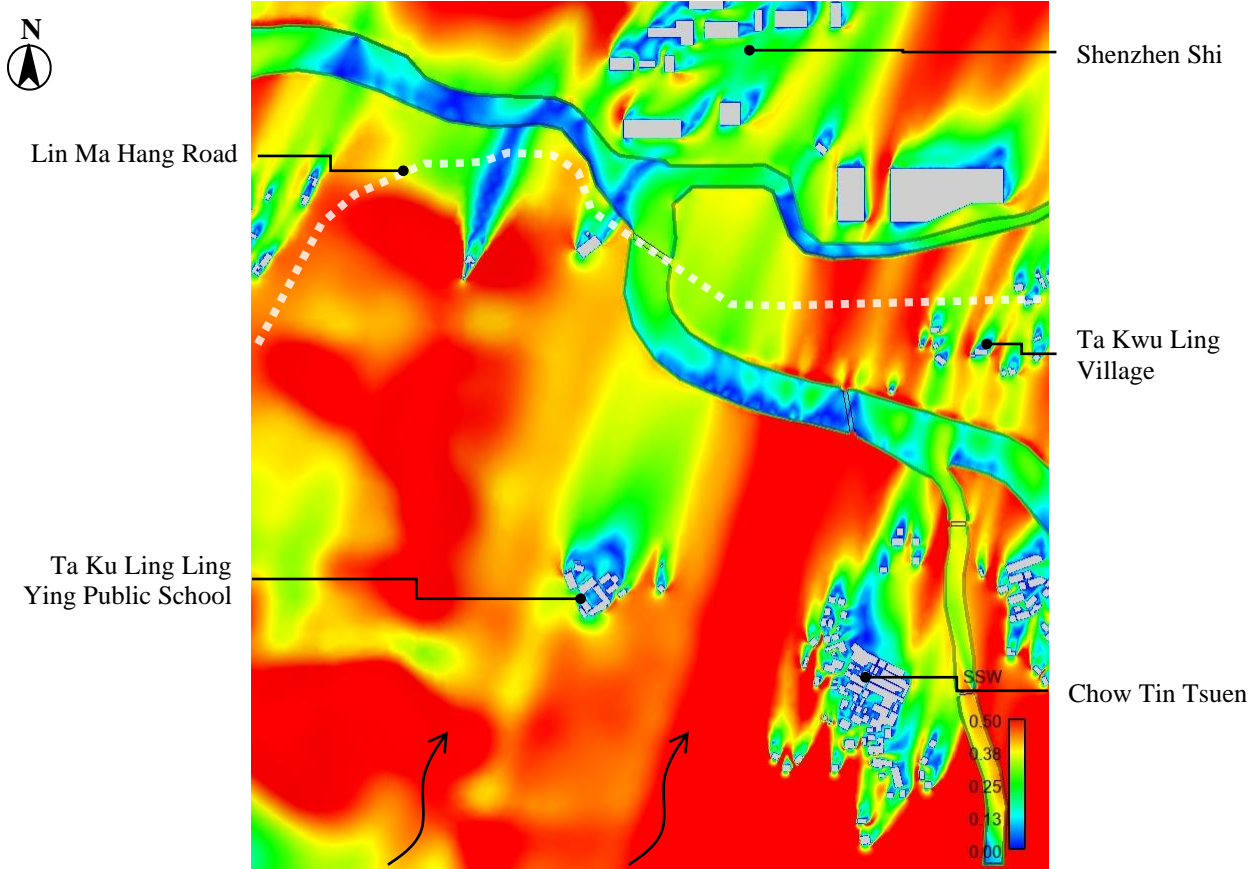 N
Shenzhen Shi
Lin Ma Hang Road
Ta Kwu Ling
Village
Ta Ku Ling Ling
Ying Public School
SSW
Chow Tin Tsuen
0.50
0.38
0.25
0.13
0.00